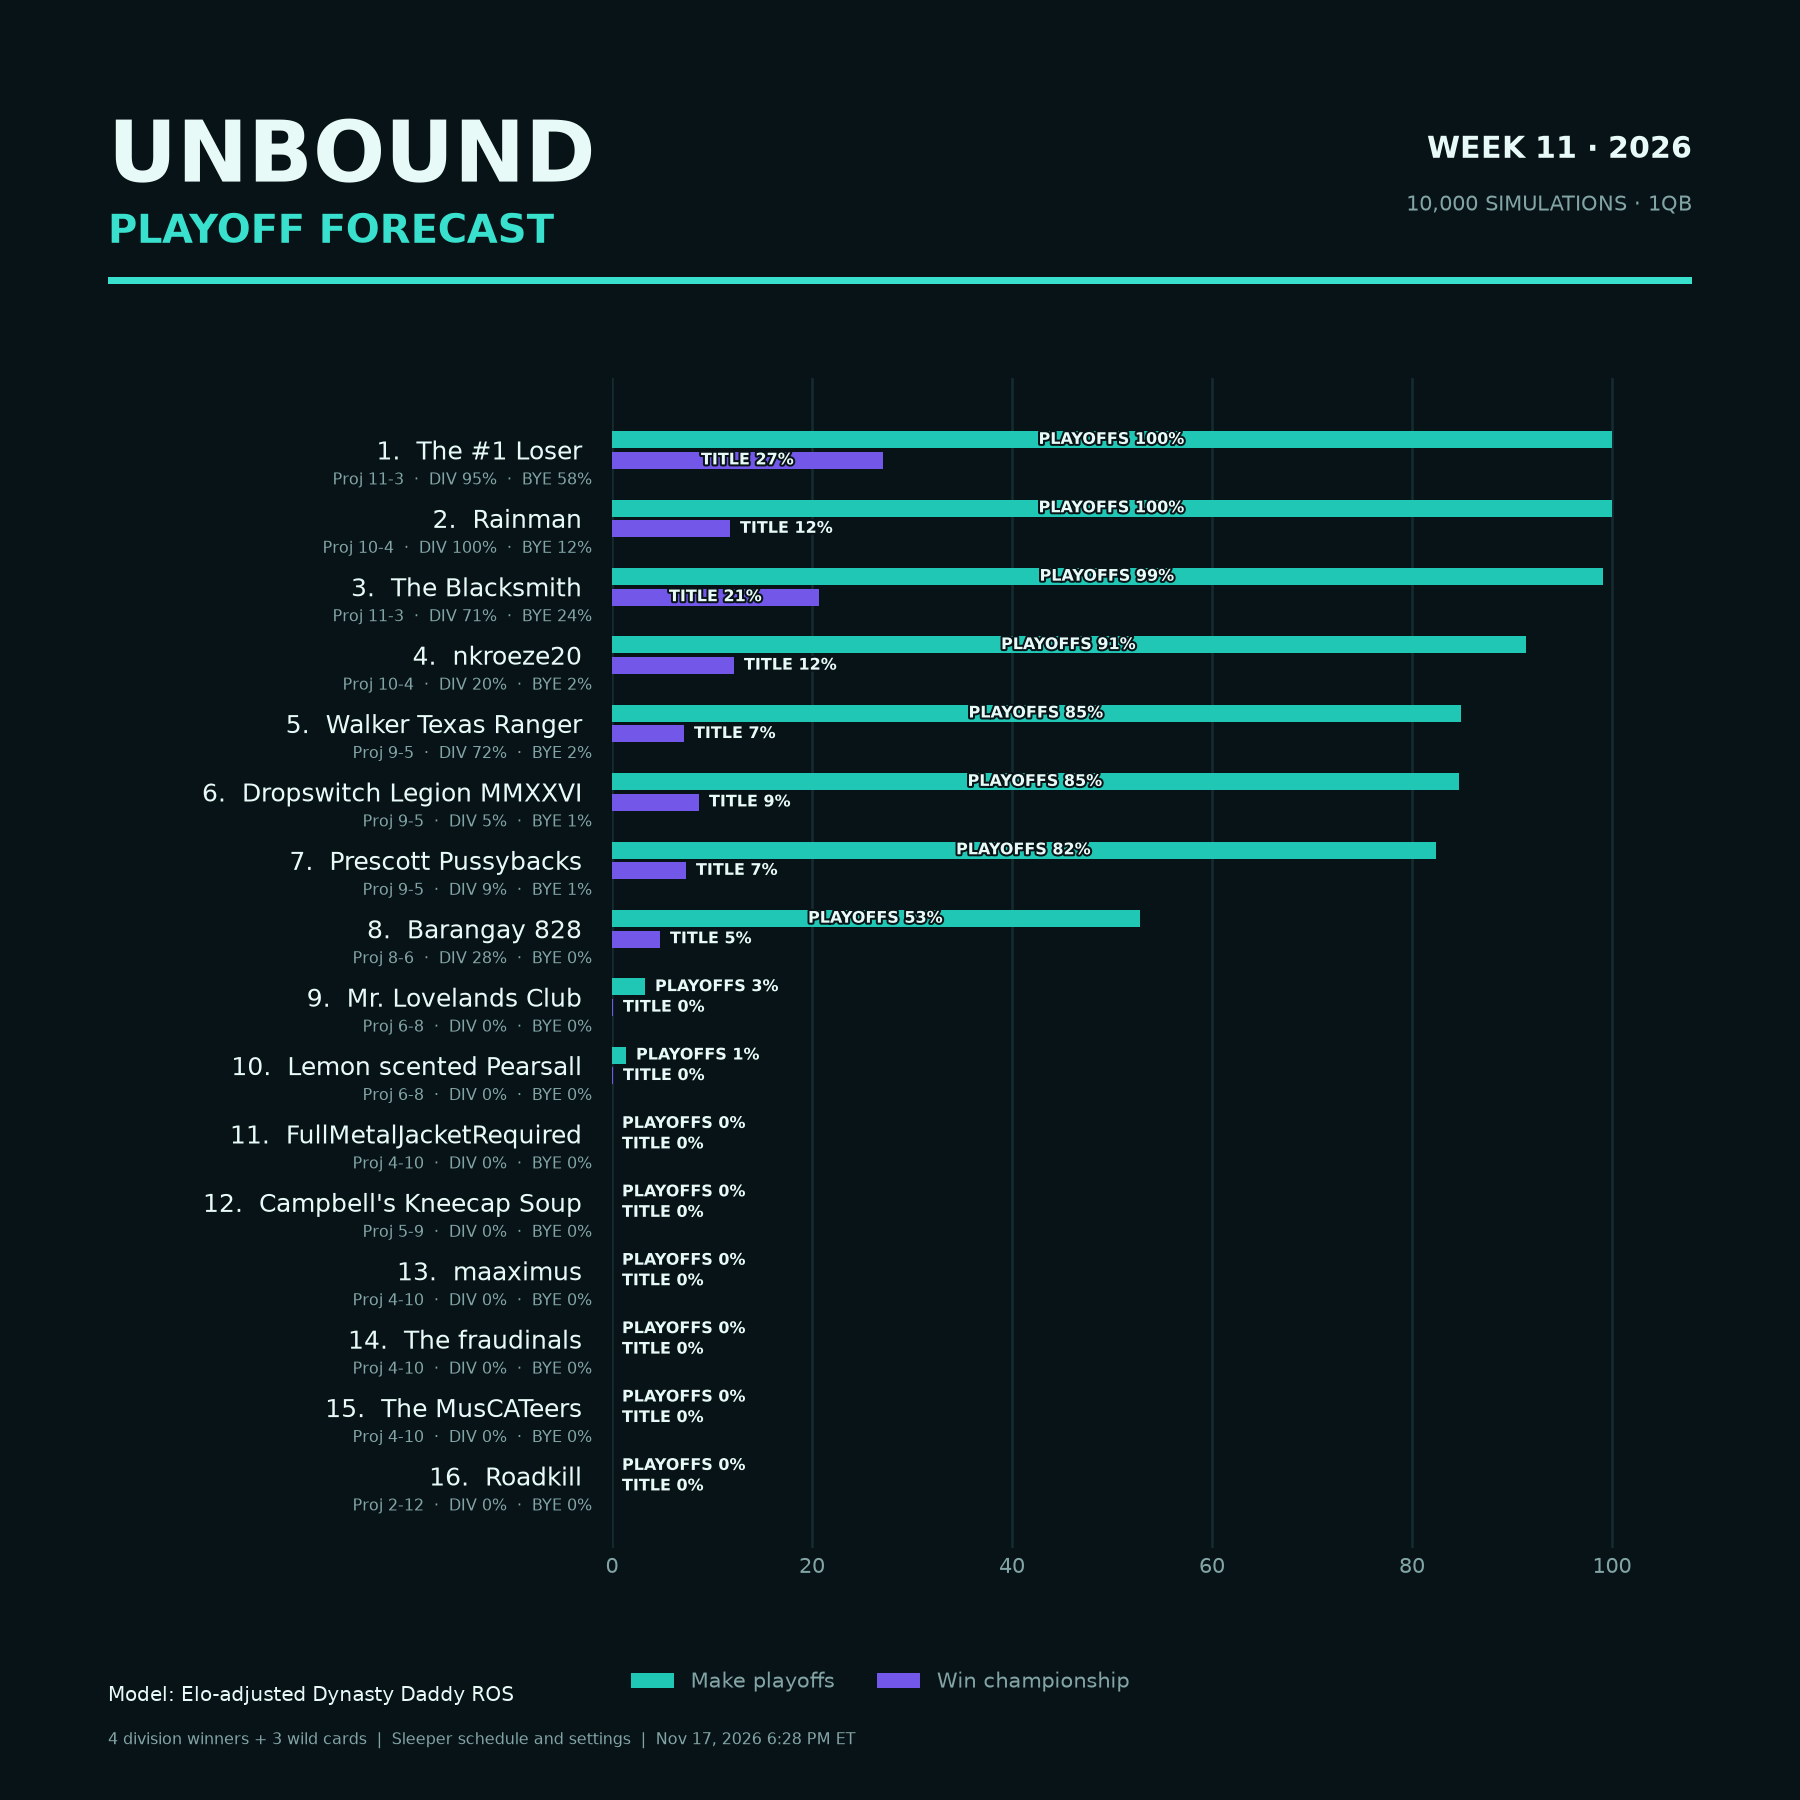 UNBOUND
PLAYOFF FORECAST
WEEK 11 · 2026
10,000 SIMULATIONS · 1QB
1. The #1 Loser
Proj 11-3 · DIV 95% · BYE 58%
PLAYOFFS 100%
TITLE 27%
2. Rainman
Proj 10-4 · DIV 100% · BYE 12%
PLAYOFFS 100%
TITLE 12%
3. The Blacksmith
Proj 11-3 · DIV 71% · BYE 24%
PLAYOFFS 99%
TITLE 21%
4. nkroeze20
Proj 10-4 · DIV 20% · BYE 2%
PLAYOFFS 91%
TITLE 12%
5. Walker Texas Ranger
Proj 9-5 · DIV 72% · BYE 2%
PLAYOFFS 85%
TITLE 7%
6. Dropswitch Legion MMXXVI
Proj 9-5 · DIV 5% · BYE 1%
PLAYOFFS 85%
TITLE 9%
7. Prescott Pussybacks
Proj 9-5 · DIV 9% · BYE 1%
PLAYOFFS 82%
TITLE 7%
8. Barangay 828
Proj 8-6 · DIV 28% · BYE 0%
PLAYOFFS 53%
TITLE 5%
9. Mr. Lovelands Club
Proj 6-8 · DIV 0% · BYE 0%
PLAYOFFS 3%
TITLE 0%
10. Lemon scented Pearsall
Proj 6-8 · DIV 0% · BYE 0%
PLAYOFFS 1%
TITLE 0%
11. FullMetalJacketRequired
Proj 4-10 · DIV 0% · BYE 0%
PLAYOFFS 0%
TITLE 0%
12. Campbell's Kneecap Soup
Proj 5-9 · DIV 0% · BYE 0%
PLAYOFFS 0%
TITLE 0%
13. maaximus
Proj 4-10 · DIV 0% · BYE 0%
PLAYOFFS 0%
TITLE 0%
14. The fraudinals
Proj 4-10 · DIV 0% · BYE 0%
PLAYOFFS 0%
TITLE 0%
15. The MusCATeers
Proj 4-10 · DIV 0% · BYE 0%
PLAYOFFS 0%
TITLE 0%
16. Roadkill
Proj 2-12 · DIV 0% · BYE 0%
PLAYOFFS 0%
TITLE 0%
0 20 40 60 80 100
Make playoffs Win championship
Model: Elo-adjusted Dynasty Daddy ROS
4 division winners + 3 wild cards | Sleeper schedule and settings | Nov 17, 2026 6:28 PM ET